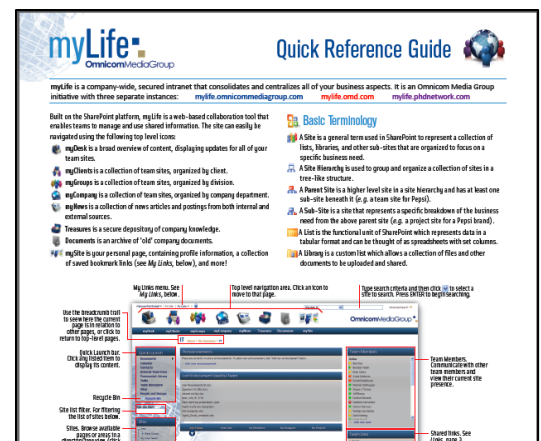 myLife
OmnicomMediaGroup
Quick Reference Guide
myLife is a company-wide, secured intranet that consolidates and centralizes all of your business aspects. It is an Omnicom Media Group
initiative with three separate instances: mylife.omnicommediagroup.com mylife.omd.com mylife.phdnetwork.com
Built on the SharePoint platform, myLife is a web-based collaboration tool that
enables teams to manage and use shared information. The site can easily be
navigated using the following top level icons:
myDesk is a broad overview of content, displaying updates for all of your
team sites.
myClients is a collection of team sites, organized by client.
myGroups is a collection of team sites, organized by division.
myCompany is a collection of team sites, organized by company department.
myNews is a collection of news articles and postings from both internal and
external sources.
Treasures is a secure depository of company knowledge.
Documents is an archive of 'old' company documents.
mySite is your personal page, containing profile information, a collection
of saved bookmark links (see My Links, below), and more!
Basic Terminology
A Site is a general term used in SharePoint to represent a collection of
lists, libraries, and other sub-sites that are organized to focus on a
specific business need.
A Site Hierarchy is used to group and organize a collection of sites in a
tree-like structure.
A Parent Site is a higher level site in a site hierarchy and has at least one
sub-site beneath it (e.g. a team site for Pepsi).
A Sub-Site is a site that represents a specific breakdown of the business
need from the above parent site (e.g. a project site for a Pepsi brand).
A List is the functional unit of SharePoint which represents data in a
tabular format and can be thought of as spreadsheets with set columns.
A Library is a custom list which allows a collection of files and other
documents to be uploaded and shared.
My Links menu. See
My Links, below.
Top level navigation area. Click an icon to
move to that page.
Type search criteria and then click to select a
site to search. Press ENTER to begin searching.
Use the breadcrumb trail
to see where the current
page is in relation to
other pages, or click to
return to top-level pages.
OmnicomMediaGroup
Quick Launch bar.
Click any listed item to
display its content.
Recycle Bin
Site list filter. For filtering
the list of sites below.
Sites. Browse available
pages or areas in a
Team Members.
Communicate with other
team members and
view their current site
presence.
Shared links. See
Links, page 3.